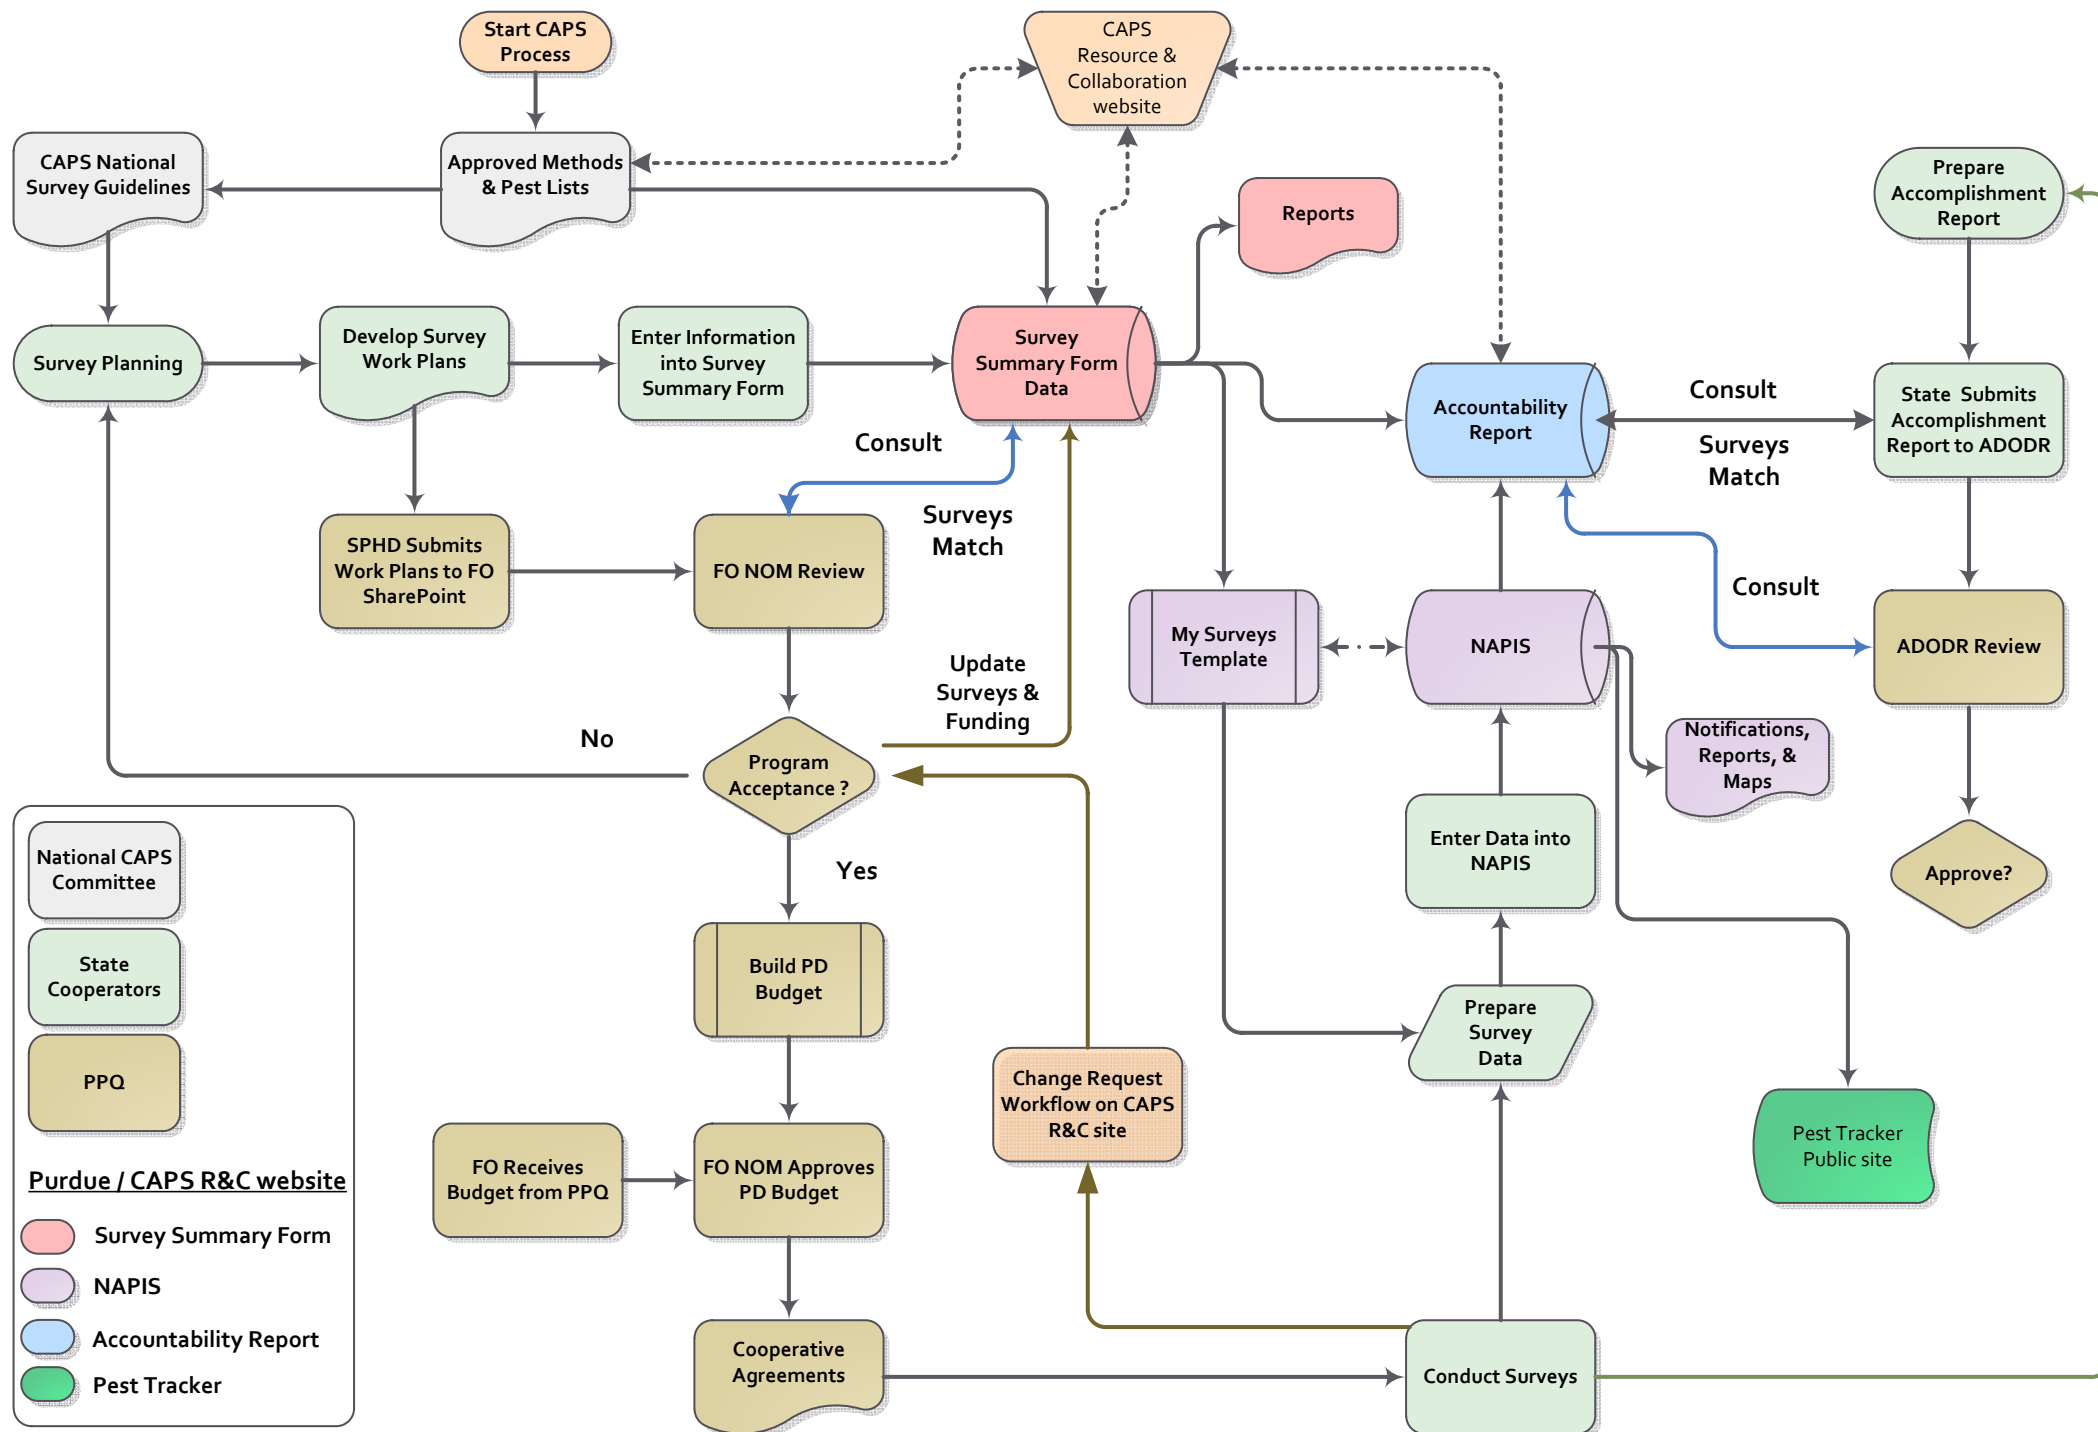 Start CAPS
Process
CAPS
Resource &
Collaboration
website
CAPS National
Survey Guidelines
Approved Methods
& Pest Lists
Reports
Prepare
Accomplishment
Report
Survey Planning
Develop Survey
Work Plans
Enter Information
into Survey
Summary Form
Survey
Summary Form
Data
Accountability
Report
Consult
Surveys
Match
State Submits
Accomplishment
Report to ADODR
Consult
Surveys
Match
SPHD Submits
Work Plans to FO
SharePoint
FO NOM Review
My Surveys
Template
NAPIS
Consult
ADODR Review
Update
Surveys &
Funding
No
Program
Acceptance ?
Notifications,
Reports, &
Maps
Yes
Enter Data into
NAPIS
Approve?
Build PD
Budget
Prepare
Survey
Data
Change Request
Workflow on CAPS
R&C site
Pest Tracker
Public site
FO Receives
Budget from PPQ
FO NOM Approves
PD Budget
Cooperative
Agreements
Conduct Surveys
National CAPS
Committee
State
Cooperators
PPQ
Purdue / CAPS R&C website
Survey Summary Form
NAPIS
Accountability Report
Pest Tracker